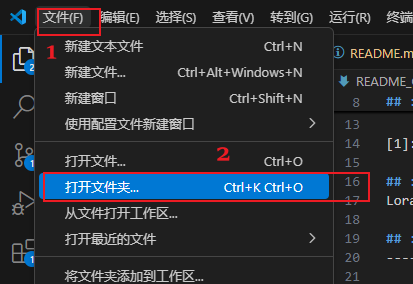 文件(F) 编辑(E) 选择(S) 查看(V) 转到(G) 运行(R)
1
新建文本文件 Ctrl+N
新建文件... Ctrl+Alt+Windows+N
新建窗口 Ctrl+Shift+N
使用配置文件新建窗口
打开文件... Ctrl+O
2
打开文件夹... Ctrl+K Ctrl+O
从文件打开工作区...
打开最近的文件
将文件夹添加到工作区...
2
1
README.m
README_
8 ## :
13
14 [1]:
15
16 ## :
17 Lora
18
19 ## :
20 ----
21